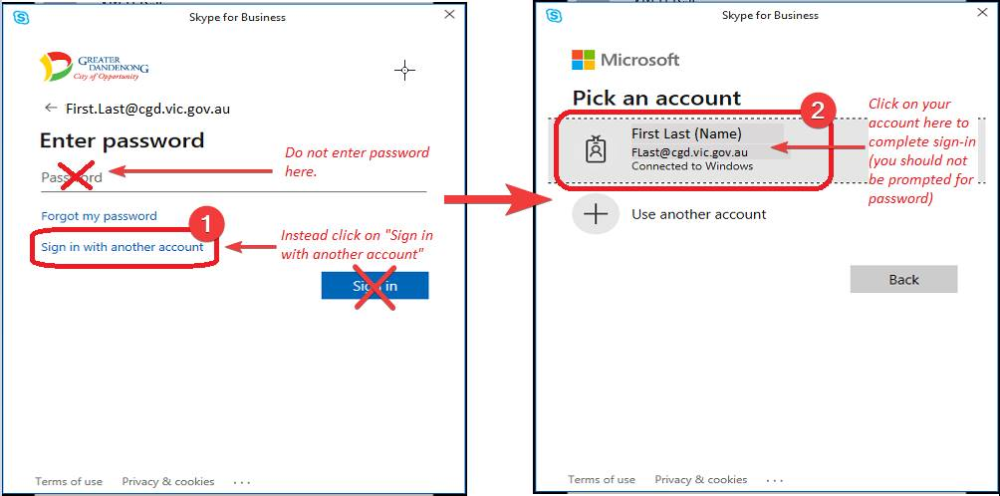 Skype for Business
GREATER
DANDENONG
City of Opportunity
First.Last@cgd.vic.gov.au
Enter password
Do not enter password
here.
Password
Forgot my password
1
Sign in with another account
Instead click on "Sign in
with another account"
Sign in
Terms of use
Privacy & cookies
...
Skype for Business
Microsoft
Pick an account
2
First Last (Name)
FLast@cgd.vic.gov.au
Connected to Windows
Click on your
account here to
complete sign-in
(you should not
be prompted for
password)
Use another account
Back
Terms of use
Privacy & cookies
...